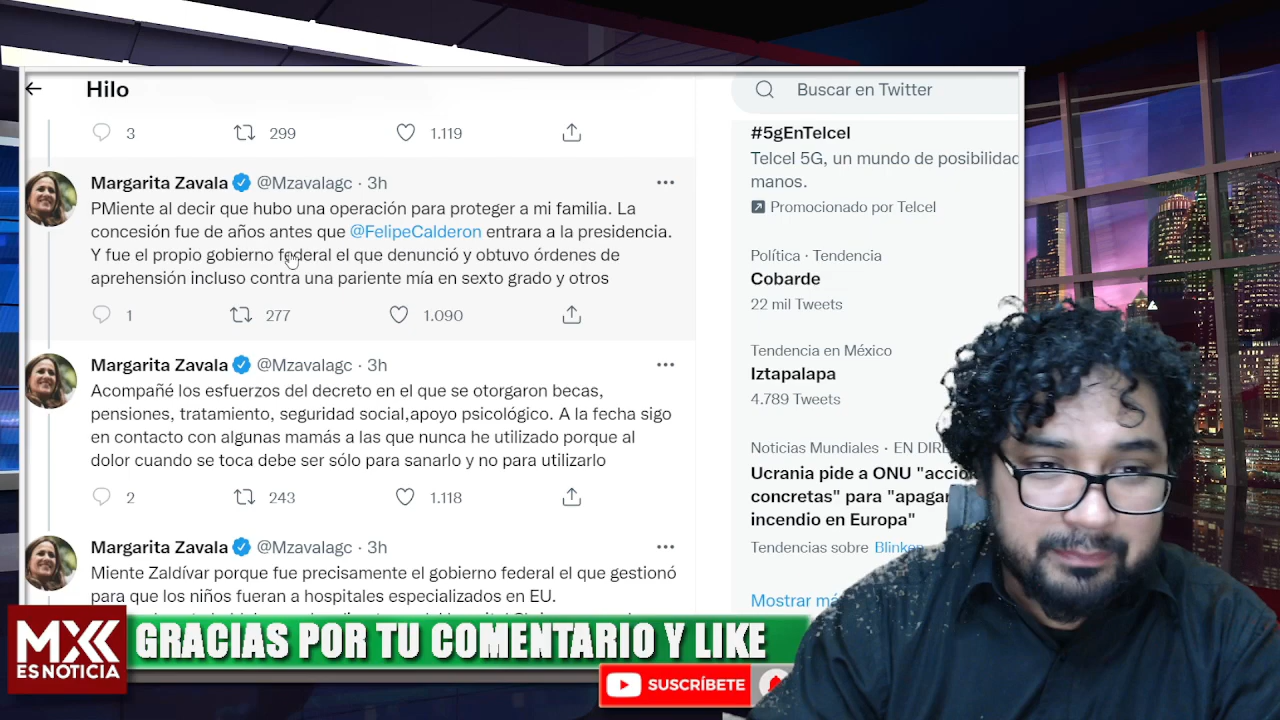 Hilo
3 299 1.119
Margarita Zavala @Mzavalagc · 3h
PMiente al decir que hubo una operación para proteger a mi familia. La
concesión fue de años antes que @FelipeCalderon entrara a la presidencia.
Y fue el propio gobierno federal el que denunció y obtuvo órdenes de
aprehensión incluso contra una pariente mía en sexto grado y otros
1 277 1.090
Margarita Zavala @Mzavalagc · 3h
Acompañé los esfuerzos del decreto en el que se otorgaron becas,
pensiones, tratamiento, seguridad social,apoyo psicológico. A la fecha sigo
en contacto con algunas mamás a las que nunca he utilizado porque al
dolor cuando se toca debe ser sólo para sanarlo y no para utilizarlo
2 243 1.118
Margarita Zavala @Mzavalagc · 3h
Miente Zaldívar porque fue precisamente el gobierno federal el que gestionó
para que los niños fueran a hospitales especializados en EU.
Buscar en Twitter
#5gEnTelcel
Telcel 5G, un mundo de posibilidad
manos.
Promocionado por Telcel
Política · Tendencia
Cobarde
22 mil Tweets
Tendencia en México
Iztapalapa
4.789 Tweets
Noticias Mundiales · EN DIRE
Ucrania pide a ONU "accio
concretas" para "apagar
incendio en Europa"
Tendencias sobre Blinken
Mostrar má
MX
ES NOTICIA
GRACIAS POR TU COMENTARIO Y LIKE
SUSCRÍBETE